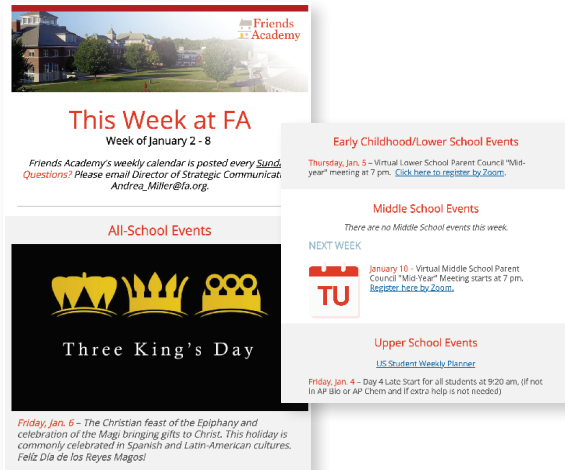 Friends
Academy
This Week at FA
Week of January 2 - 8
Friends Academy's weekly calendar is posted every
Questions? Please email Director of Strategic
Andrea_Miller@fa.org.
All-School Events
Three King's Day
Friday, Jan. 6 – The Christian feast of the Epiphany and
celebration of the Magi bringing gifts to Christ. This holiday is
commonly celebrated in Spanish and Latin-American cultures.
Felíz Día de los Reyes Magos!
Early Childhood/Lower School Events
Thursday, Jan. 5 – Virtual Lower School Parent Council "Mid-
year" meeting at 7 pm. Click here to register by Zoom.
Middle School Events
There are no Middle School events this week.
NEXT WEEK
TU
January 10 – Virtual Middle School Parent
Council "Mid-Year" Meeting starts at 7 pm.
Register here by Zoom.
Upper School Events
US Student Weekly Planner
Friday, Jan. 4 – Day 4 Late Start for all students at 9:20 am, (if not
in AP Bio or AP Chem and if extra help is not needed)